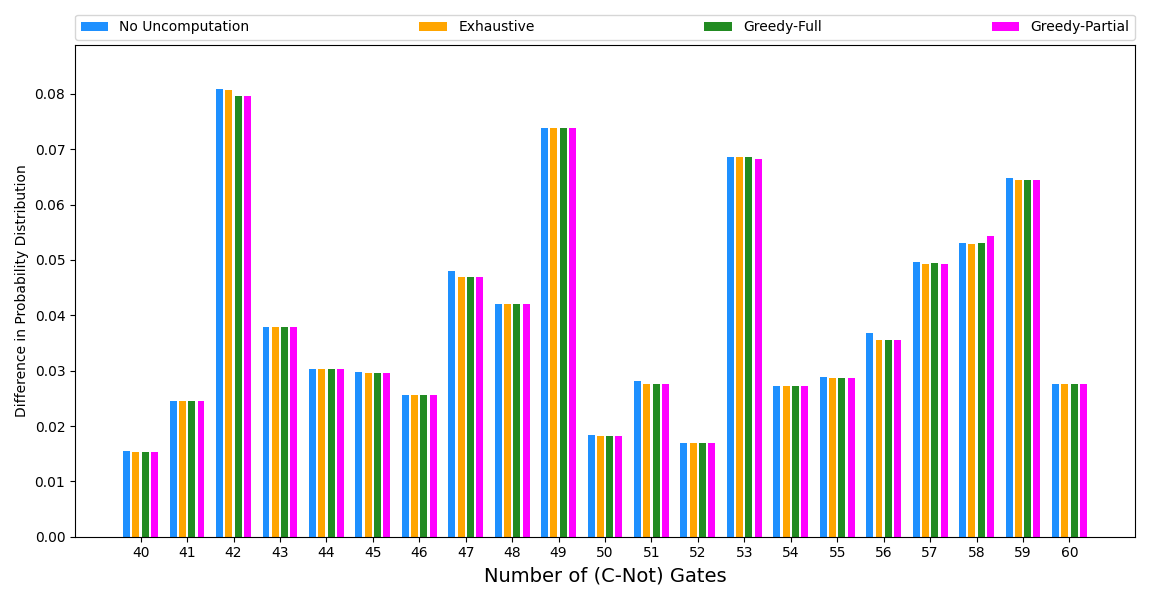 No Uncomputation Exhaustive Greedy-Full Greedy-Partial
Difference in Probability Distribution
0.08
0.07
0.06
0.05
0.04
0.03
0.02
0.01
0.00
40 41 42 43 44 45 46 47 48 49 50 51 52 53 54 55 56 57 58 59 60
Number of (C-Not) Gates